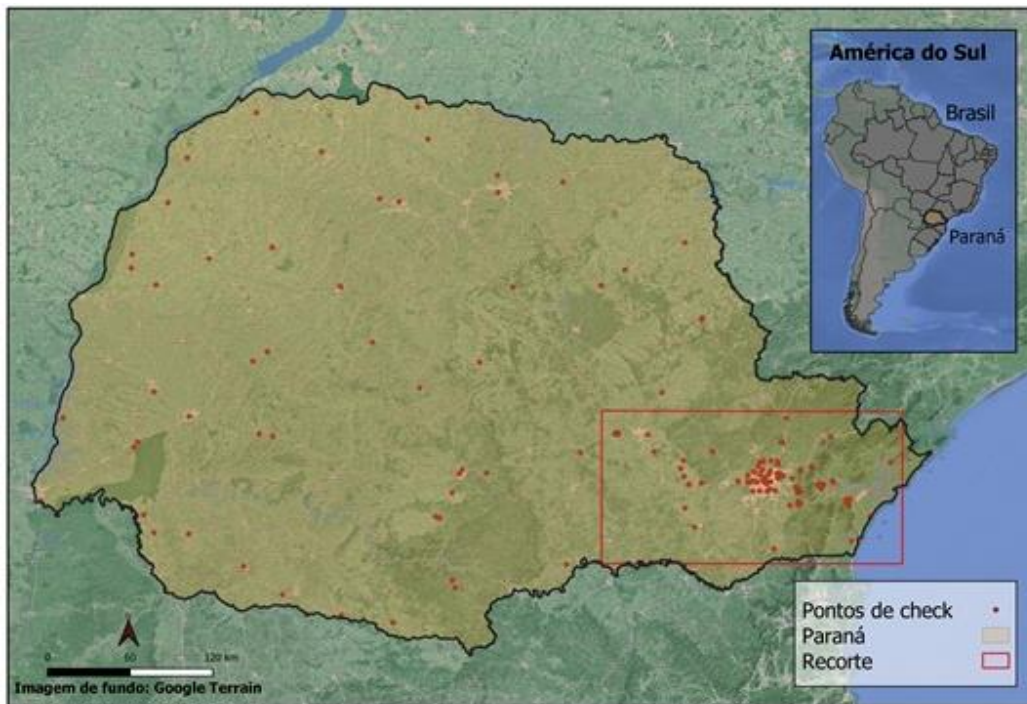 América do Sul
Brasil
Paraná
Pontos de check
Paraná
Recorte
0 60 120 km
Imagem de fundo: Google Terrain